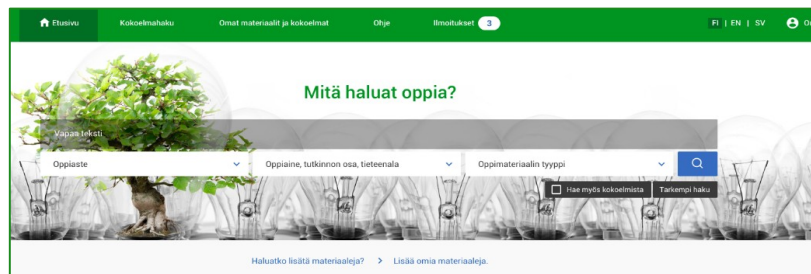 Etusivu Kokoelmahaku Omat materiaalit ja kokoelmat Ohje Ilmoitukset 3 FI | EN | SV
Mitä haluat oppia?
Vapaa teksti
Oppiaste Oppiaine, tutkinnon osa, tieteenala Oppimateriaalin tyyppi
Hae myös kokoelmista Tarkempi haku
Haluatko lisätä materiaaleja? > Lisää omia materiaaleja.